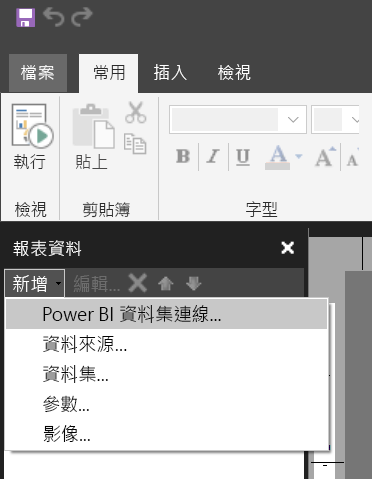 檔案 常用 插入 檢視
執行 貼上
B I U A A A
檢視 剪貼簿 字型
報表資料
新增 編輯...
Power BI 資料集連線...
資料來源...
資料集...
參數...
影像...